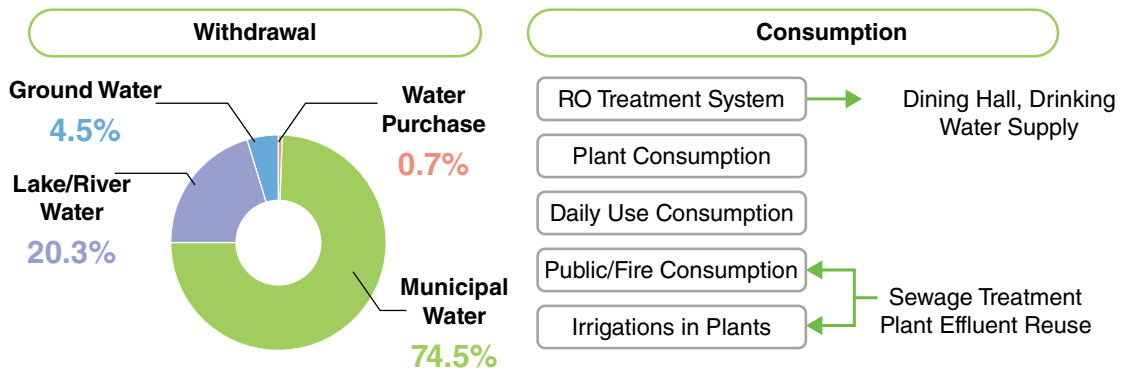 Withdrawal
Ground Water
4.5%
Water
Purchase
0.7%
Lake/River
Water
20.3%
Municipal
Water
74.5%
Consumption
RO Treatment System
Dining Hall, Drinking
Water Supply
Plant Consumption
Daily Use Consumption
Public/Fire Consumption
Irrigations in Plants
Sewage Treatment
Plant Effluent Reuse